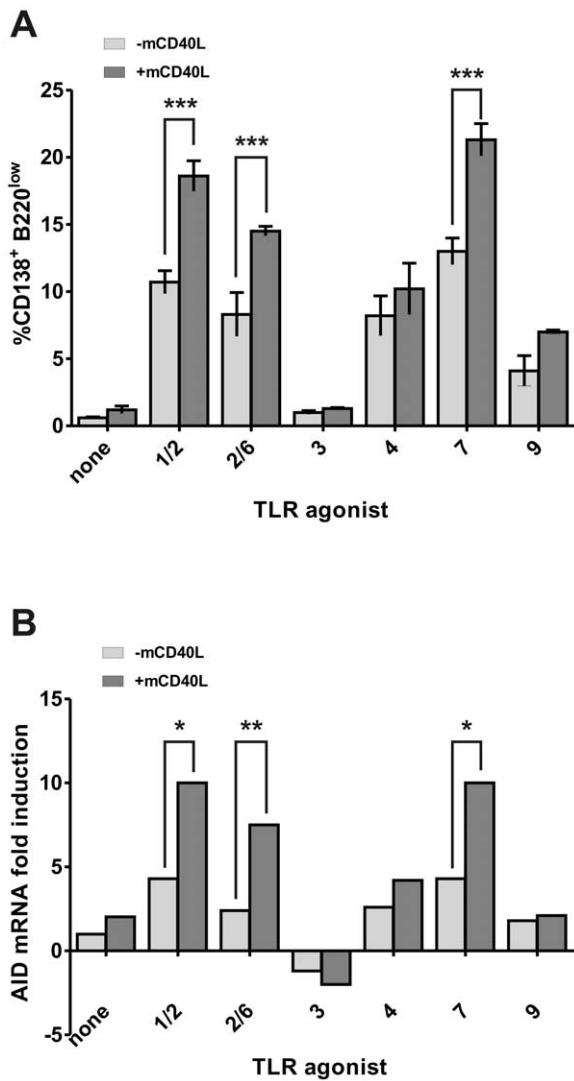 A
-mCD40L
+mCD40L
%CD138+ B220low
25
20
15
10
5
0
***
***
***
none
1/2
2/6
3
4
7
9
TLR agonist
B
-mCD40L
+mCD40L
AID mRNA fold induction
15
10
5
0
-5
*
**
*
none
1/2
2/6
3
4
7
9
TLR agonist